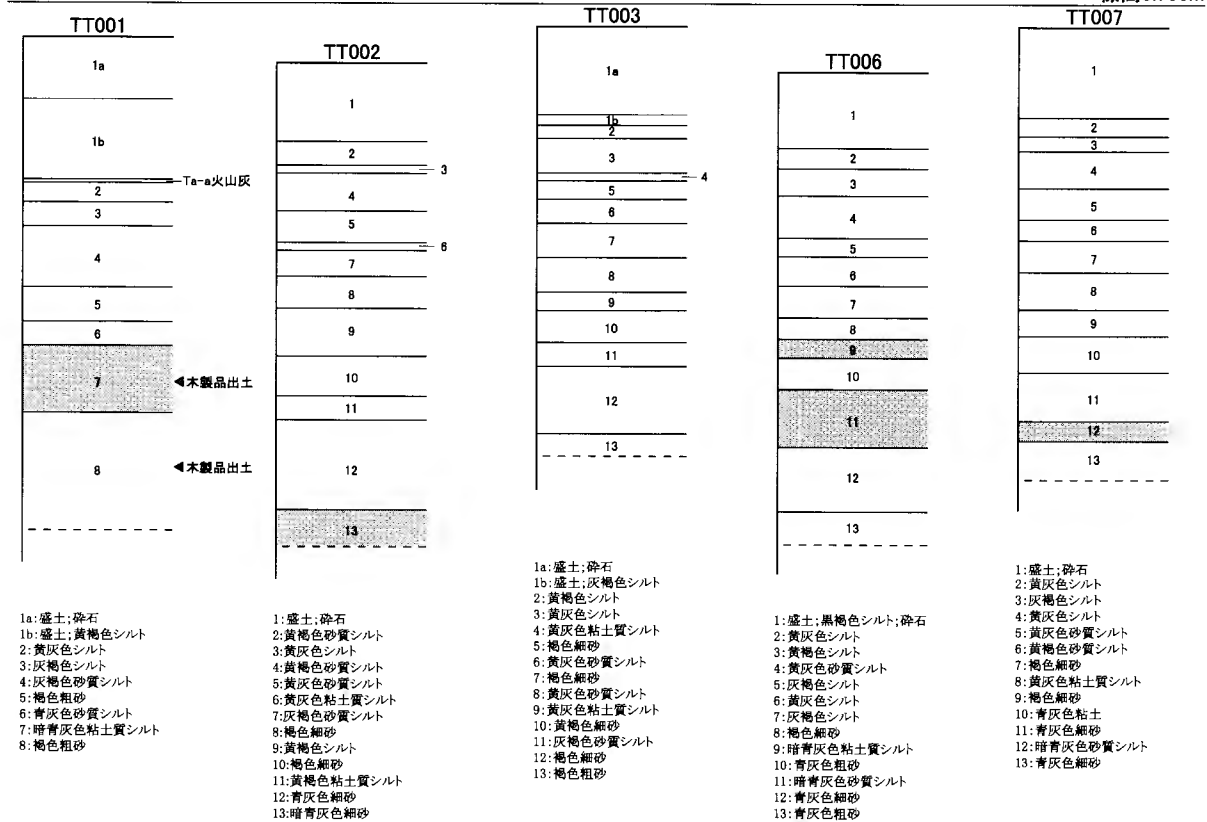 TT001
1a
1b
Ta-a火山灰
2
3
4
5
6
7
◀木製品出土
8
◀木製品出土
1a:盛土;砕石
1b:盛土;黄褐色シルト
2:黄灰色シルト
3:灰褐色シルト
4:灰褐色砂質シルト
5:褐色粗砂
6:青灰色砂質シルト
7:暗青灰色粘土質シルト
8:褐色粗砂
TT002
1
2
3
4
5
6
7
8
9
10
11
12
13
1:盛土;砕石
2:黄褐色砂質シルト
3:黄灰色シルト
4:黄褐色砂質シルト
5:黄灰色砂質シルト
6:黄灰色粘土質シルト
7:灰褐色砂質シルト
8:褐色細砂
9:黄褐色シルト
10:褐色細砂
11:黄褐色粘土質シルト
12:青灰色細砂
13:暗青灰色細砂
TT003
1a
1b
2
3
4
5
6
7
8
9
10
11
12
13
1a:盛土;砕石
1b:盛土;灰褐色シルト
2:黄褐色シルト
3:黄灰色シルト
4:黄灰色粘土質シルト
5:褐色細砂
6:黄灰色砂質シルト
7:褐色細砂
8:黄灰色砂質シルト
9:黄灰色粘土質シルト
10:黄褐色細砂
11:灰褐色砂質シルト
12:褐色細砂
13:褐色粗砂
TT006
1
2
3
4
5
6
7
8
9
10
11
12
13
1:盛土;黒褐色シルト;砕石
2:黄灰色シルト
3:黄褐色シルト
4:黄灰色砂質シルト
5:灰褐色シルト
6:黄灰色シルト
7:灰褐色シルト
8:褐色細砂
9:暗青灰色粘土質シルト
10:青灰色粗砂
11:暗青灰色砂質シルト
12:青灰色細砂
13:青灰色粗砂
TT007
1
2
3
4
5
6
7
8
9
10
11
12
13
1:盛土;砕石
2:黄灰色シルト
3:灰褐色シルト
4:黄灰色シルト
5:黄灰色砂質シルト
6:黄褐色砂質シルト
7:褐色細砂
8:黄灰色粘土質シルト
9:褐色細砂
10:青灰色粘土
11:青灰色細砂
12:暗青灰色砂質シルト
13:青灰色細砂